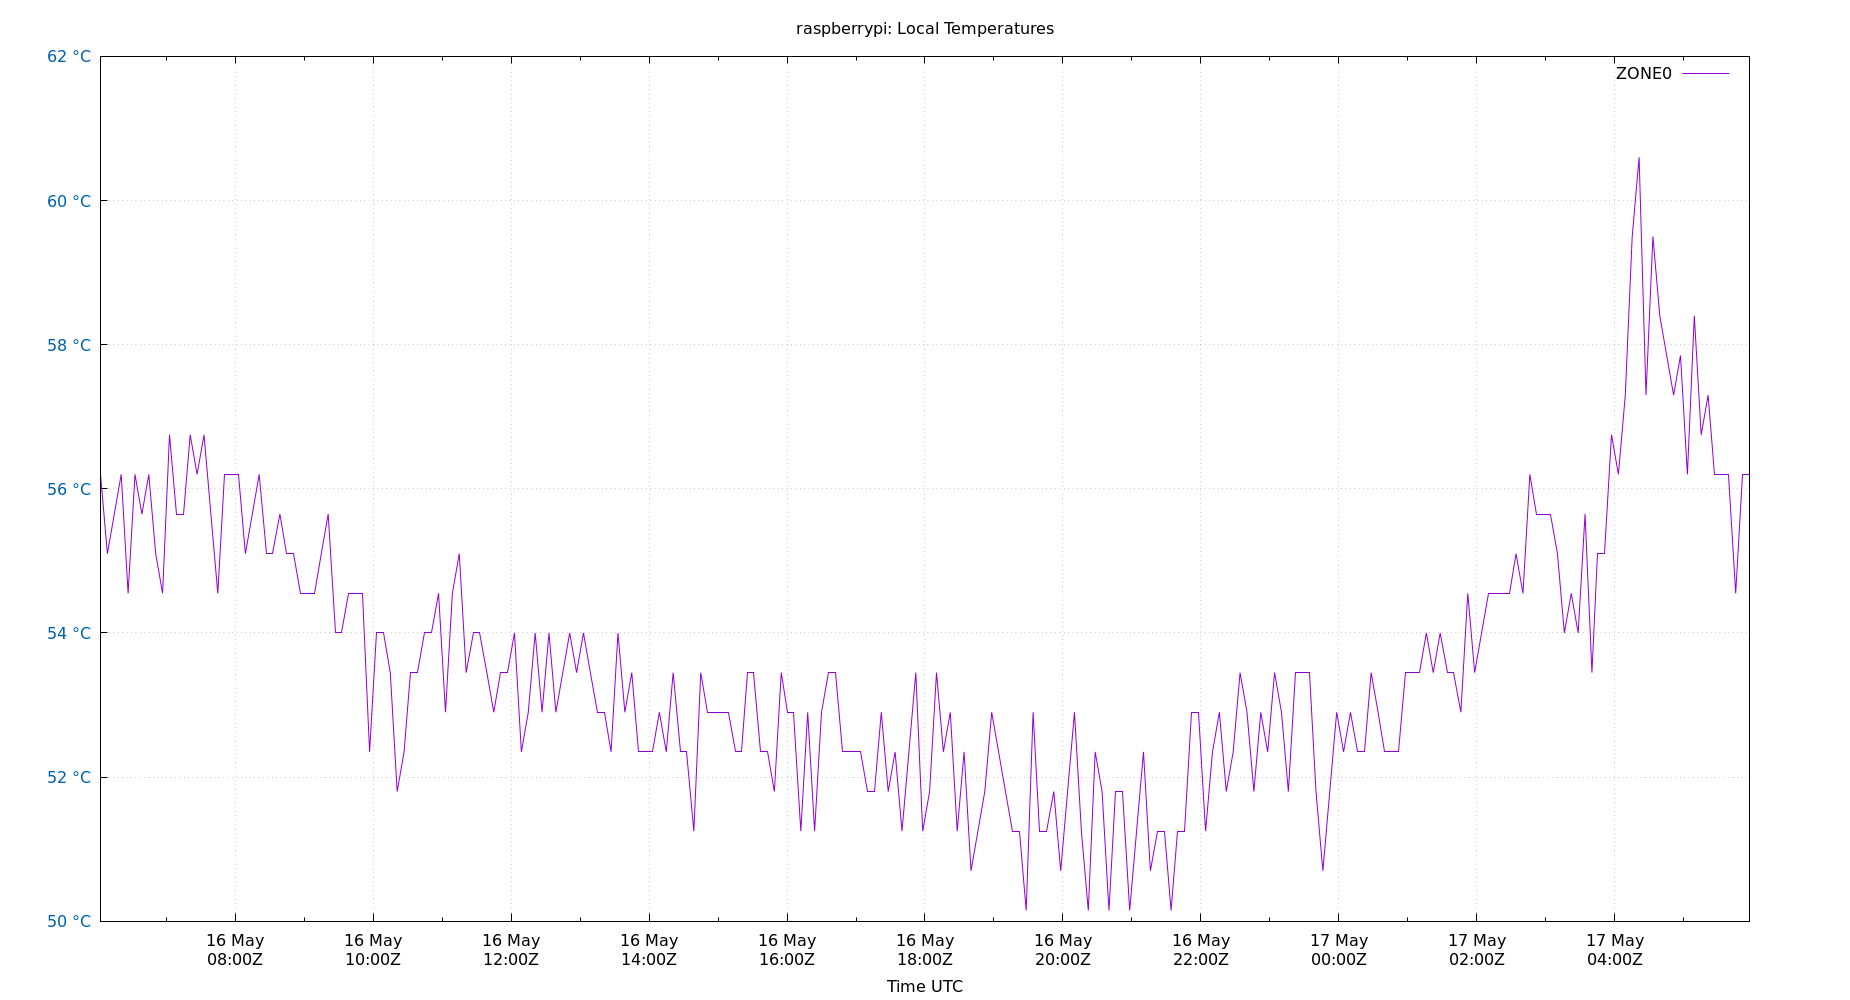 raspberrypi: Local Temperatures
62 °C
ZONE0
60 °C
58 °C
56 °C
54 °C
52 °C
50 °C
16 May 16 May 16 May 16 May 16 May 16 May 16 May 16 May 17 May 17 May 17 May
08:00Z 10:00Z 12:00Z 14:00Z 16:00Z 18:00Z 20:00Z 22:00Z 00:00Z 02:00Z 04:00Z
Time UTC